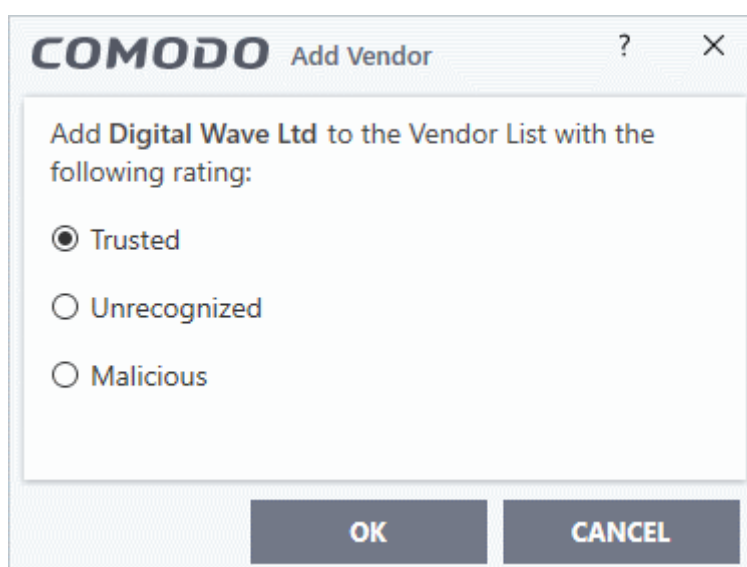 COMODO Add Vendor ? X
Add Digital Wave Ltd to the Vendor List with the
following rating:
Trusted
Unrecognized
Malicious
OK CANCEL